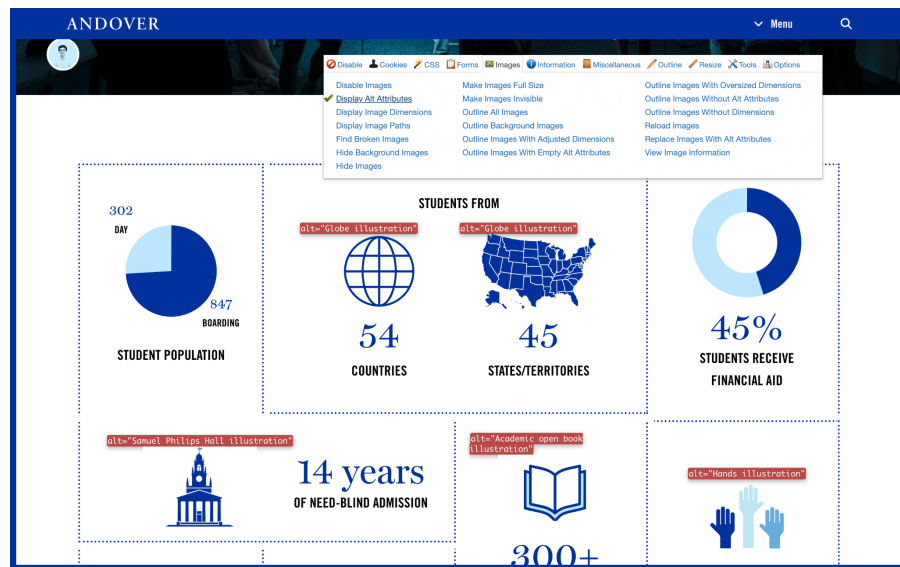 ANDOVER
Menu
Disable Cookies CSS Forms Images Information Miscellaneous Outline Resize Tools Options
Disable Images
Display Alt Attributes
Display Image Dimensions
Display Image Paths
Find Broken Images
Hide Background Images
Hide Images
Make Images Full Size
Make Images Invisible
Outline All Images
Outline Background Images
Outline Images With Adjusted Dimensions
Outline Images With Empty Alt Attributes
Outline Images With Oversized Dimensions
Outline Images Without Alt Attributes
Outline Images Without Dimensions
Reload Images
Replace Images With Alt Attributes
View Image Information
302
DAY
847
BOARDING
STUDENT POPULATION
STUDENTS FROM
alt="Globe illustration"
54
COUNTRIES
alt="Globe illustration"
45
STATES/TERRITORIES
45%
STUDENTS RECEIVE
FINANCIAL AID
alt="Samuel Philips Hall illustration"
14 years
OF NEED-BLIND ADMISSION
alt="Academic open book
illustration"
300+
alt="Hands illustration"